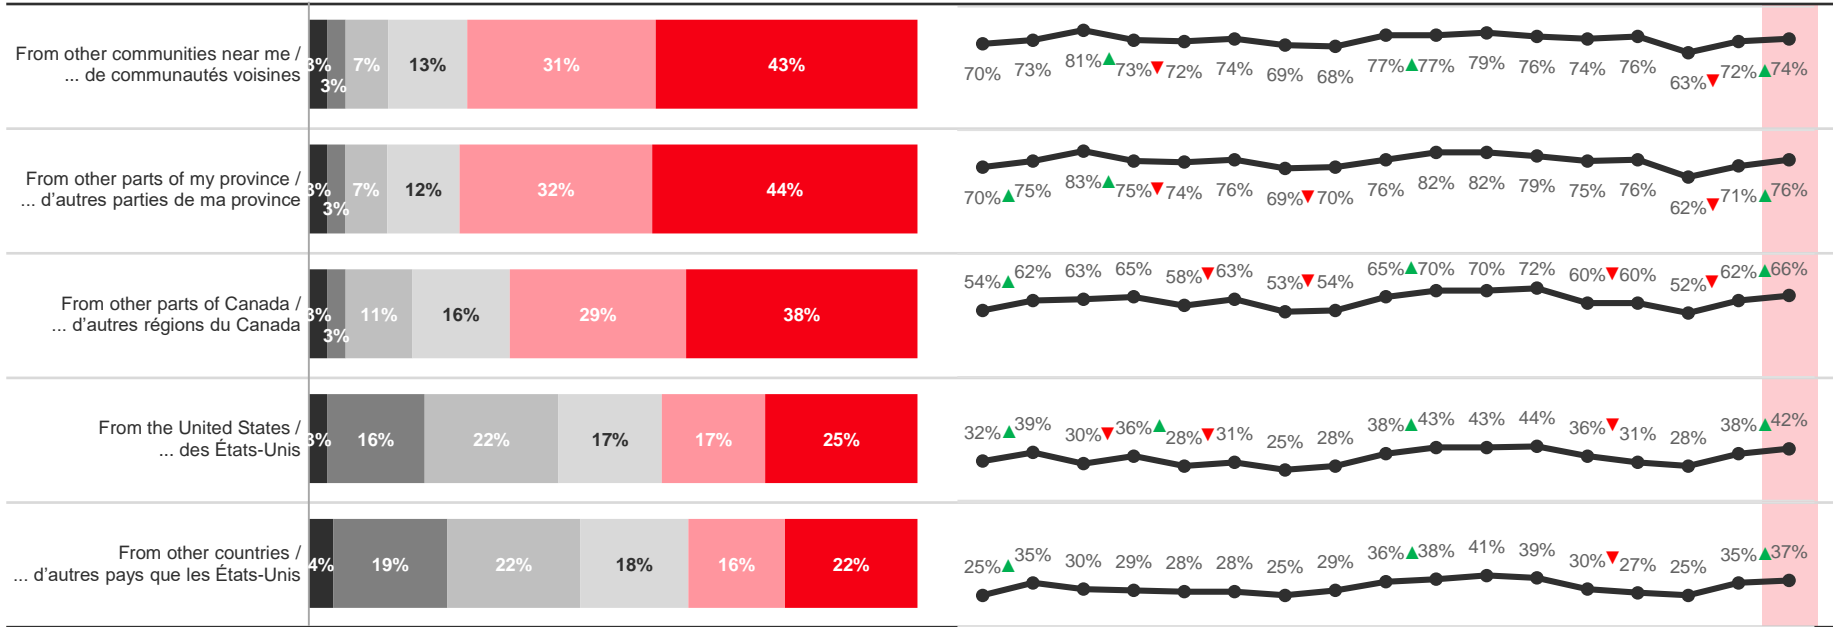 From other communities near me /
... de communautés voisines
3% 3% 7% 13% 31% 43%
70% 73% 81%▲ 73%▼ 72% 74% 69% 68% 77%▲ 77% 79% 76% 74% 76% 63%▼ 72%▲ 74%
From other parts of my province /
... d'autres parties de ma province
3% 3% 7% 12% 32% 44%
70%▲ 75% 83%▲ 75%▼ 74% 76% 69%▼ 70% 76% 82% 82% 79% 75% 76% 62%▼ 71%▲ 76%
From other parts of Canada /
... d'autres régions du Canada
3% 3% 11% 16% 29% 38%
54%▲ 62% 63% 65% 58%▼ 63% 53%▼ 54% 65%▲ 70% 70% 72% 60%▼ 60% 52%▼ 62%▲ 66%
From the United States /
... des États-Unis
3% 16% 22% 17% 17% 25%
32%▲ 39% 30%▼ 36%▲ 28%▼ 31% 25% 28% 38%▲ 43% 43% 44% 36%▼ 31% 28% 38%▲ 42%
From other countries /
... d'autres pays que les États-Unis
4% 19% 22% 18% 16% 22%
25%▲ 35% 30% 29% 28% 28% 25% 29% 36%▲ 38% 41% 39% 30%▼ 27% 25% 35%▲ 37%